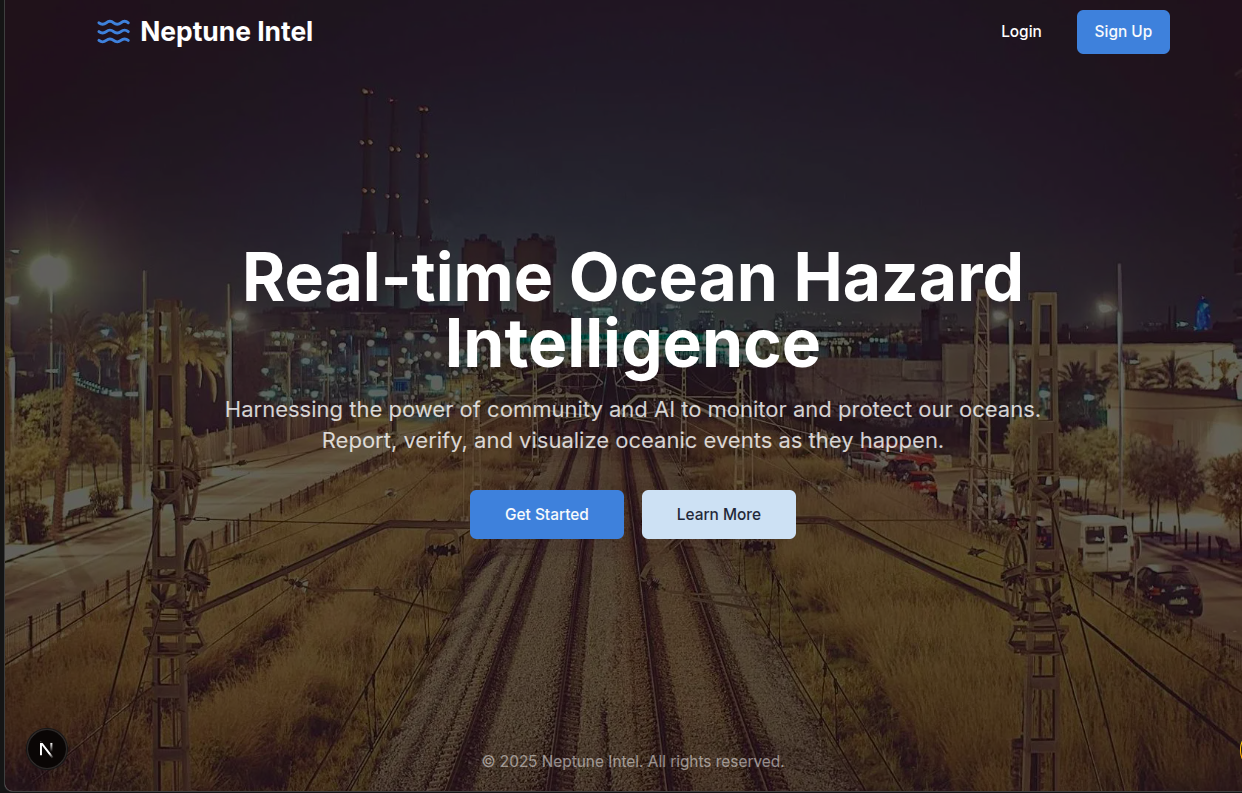 Neptune Intel
Login
Sign Up
Real-time Ocean Hazard
Intelligence
Harnessing the power of community and AI to monitor and protect our oceans.
Report, verify, and visualize oceanic events as they happen.
Get Started
Learn More
N
© 2025 Neptune Intel. All rights reserved.